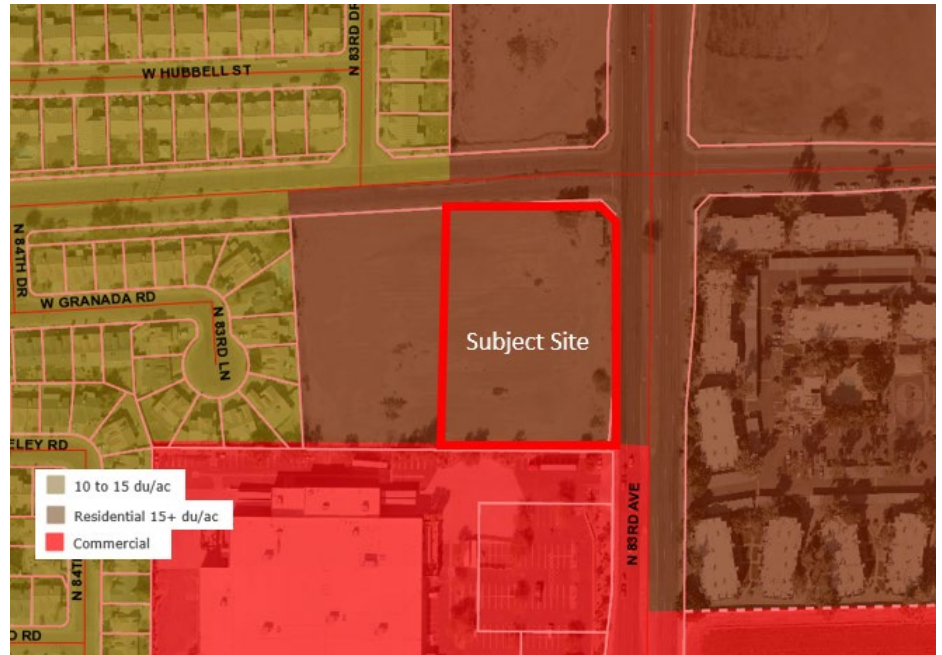 N 83RD DR
W HUBBELL ST
N 84TH DR
W GRANADA RD
N 83RD LN
Subject Site
ELEY RD
10 to 15 du/ac
Residential 15+ du/ac
Commercial
N 83RD AVE
N 84TH
O RD